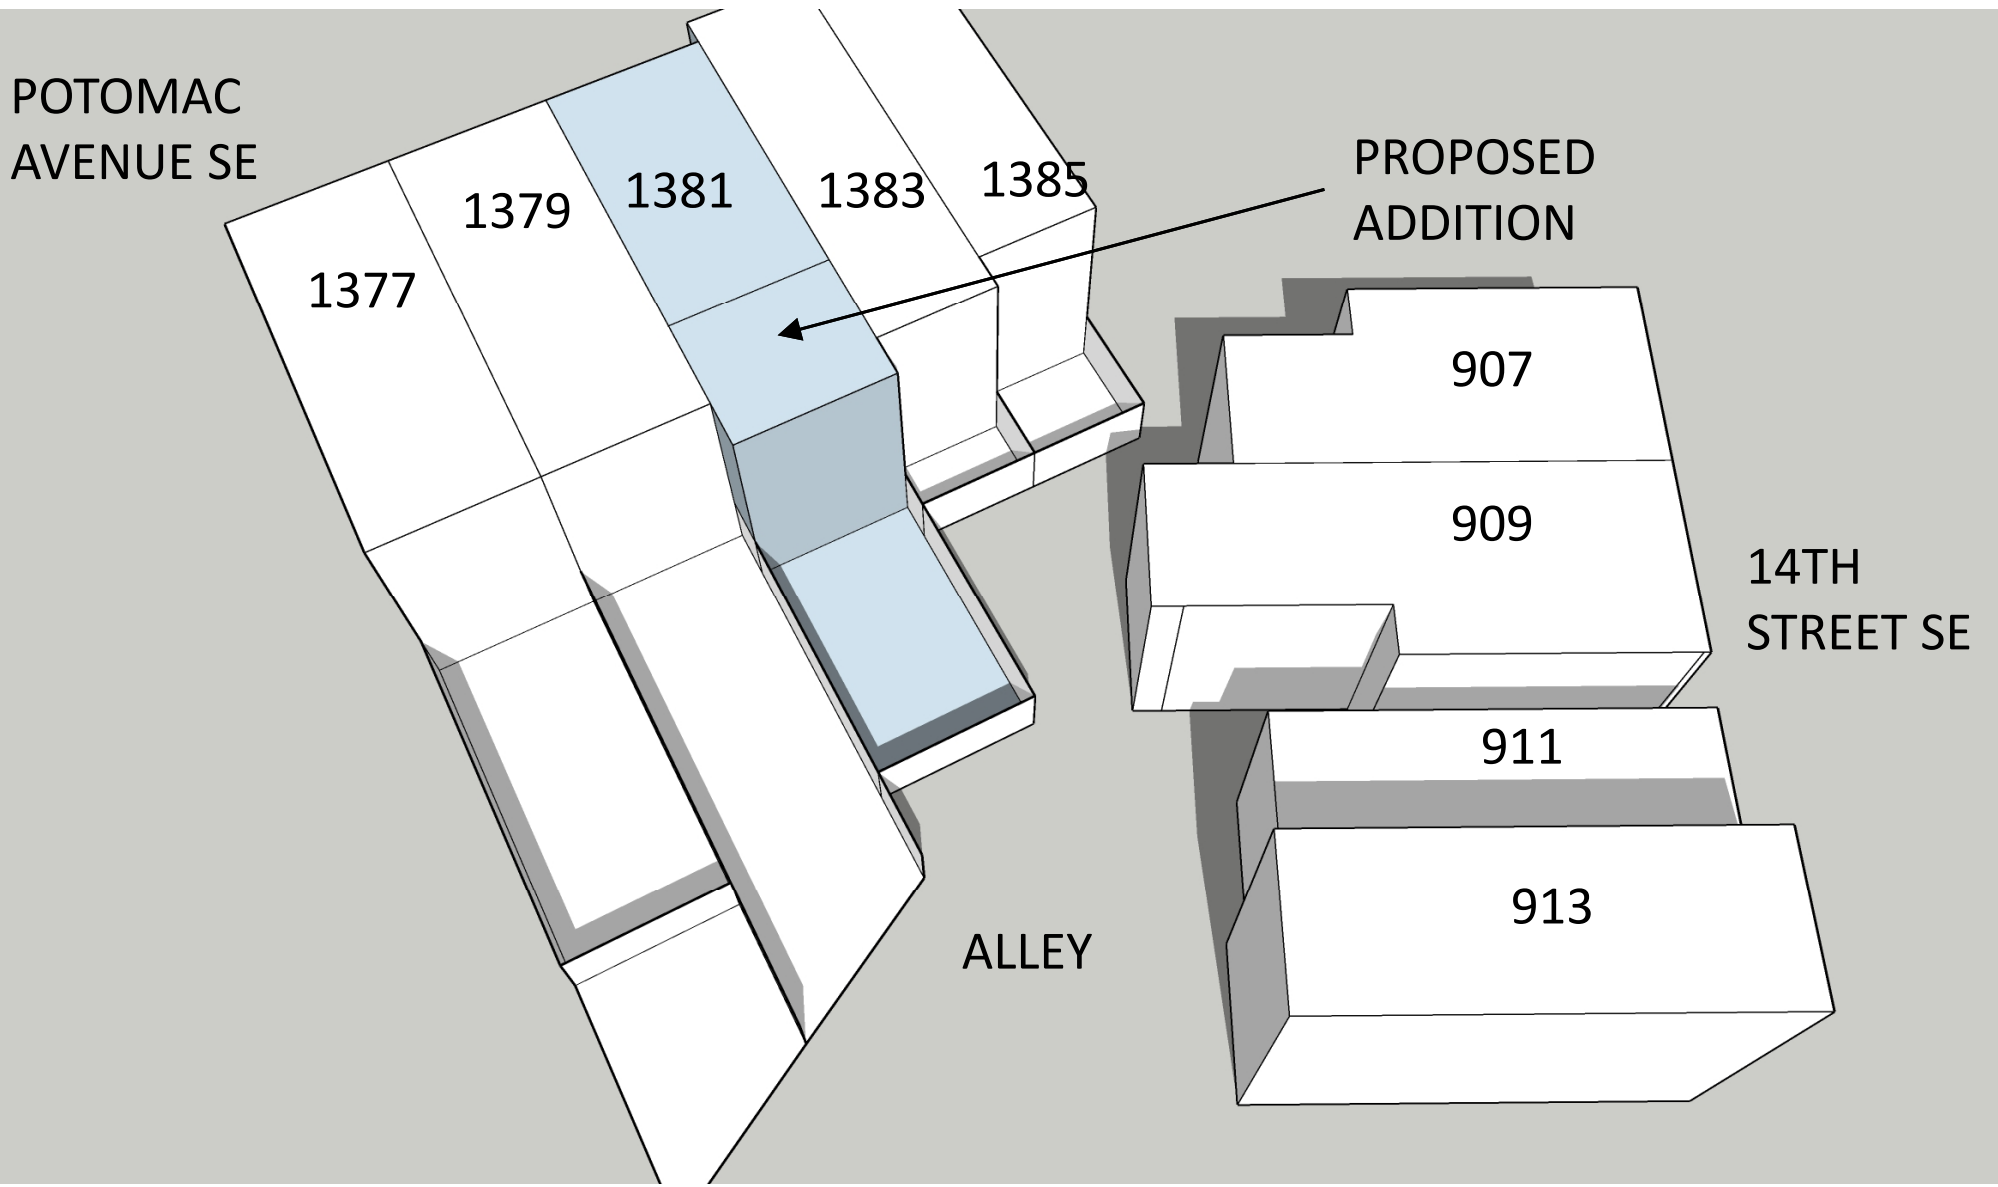 POTOMAC
AVENUE SE
1377
1379
1381
1383
1385
PROPOSED
ADDITION
907
909
911
913
14TH
STREET SE
ALLEY